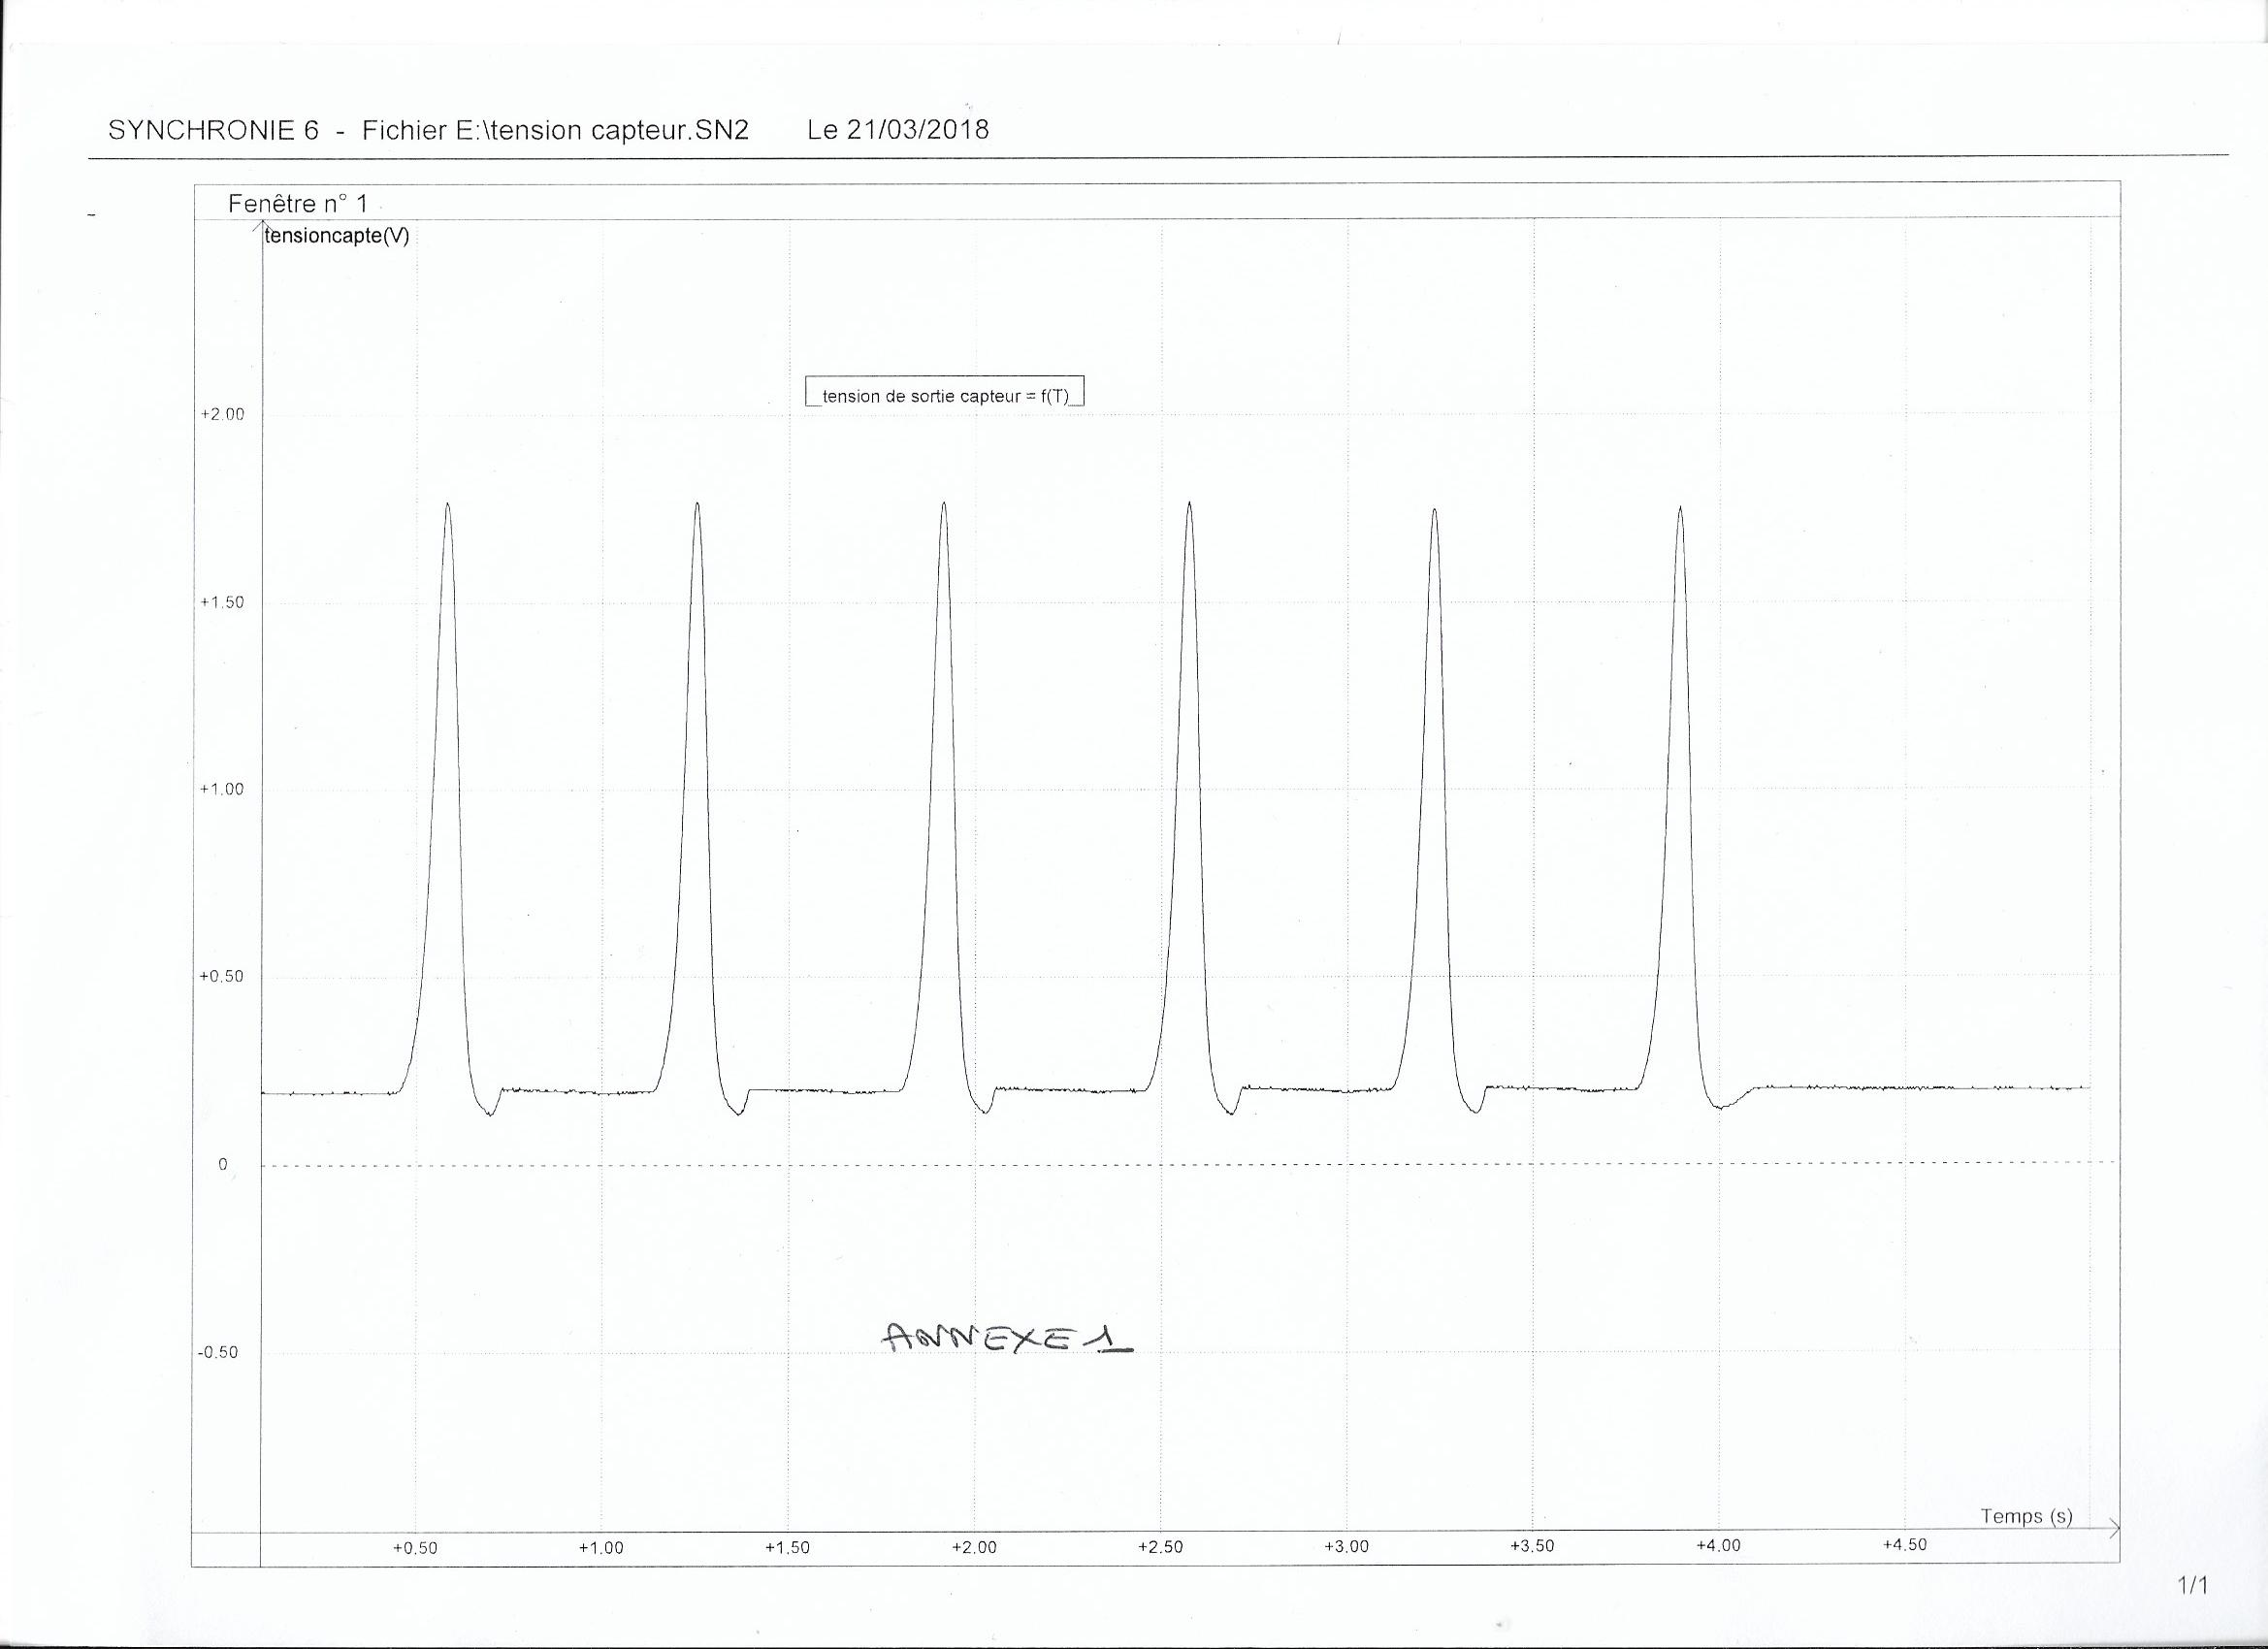 SYNCHRONIE 6 - Fichier E:\tension capteur.SN2 Le 21/03/2018
Fenêtre n° 1
tensioncapte(V)
tension de sortie capteur = f(T)
+2.00
+1.50
+1.00
+0.50
0
-0.50
ANNEXE 1
Temps (s)
+0.50 +1.00 +1.50 +2.00 +2.50 +3.00 +3.50 +4.00 +4.50
1/1